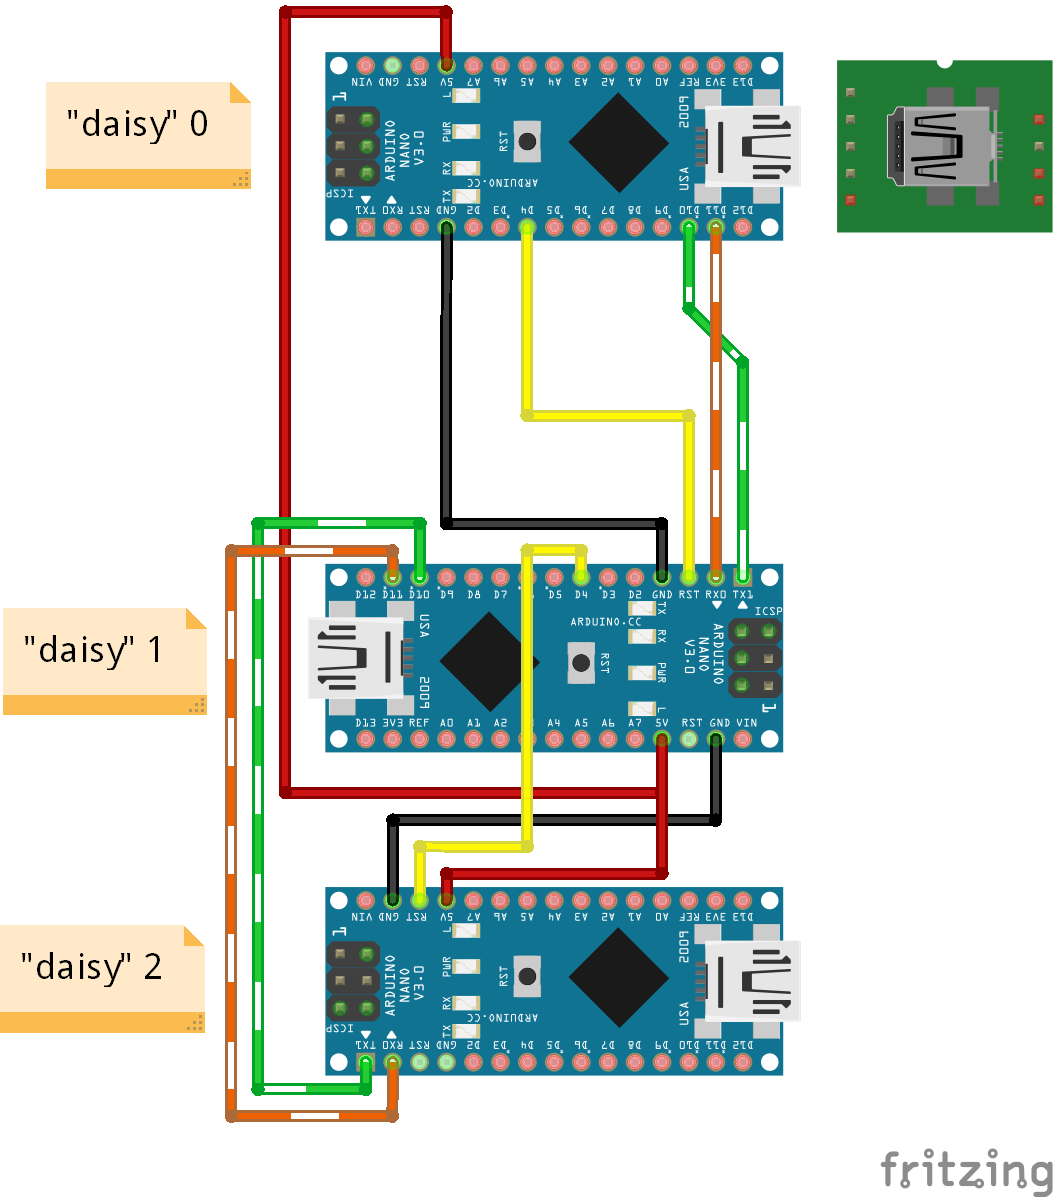 VIN GND RST 5V A7 A6 A5 A4 A3 A2 A1 A0 REF 3V3 D13
"daisy" 0
1
L
PWR
RX
TX
ARDUINO
NANO
V3.0
RST
ARDUINO.CC
2009
USA
ICSP
TX1 RX0 RST GND D2 D3 D4 D5 D6 D7 D8 D9 D10 D11 D12
D12 D11 D10 D9 D8 D7 D5 D4 D3 D2 GND RST RX0 TX1
"daisy" 1
USA
2009
ARDUINO.CC
RST
TX
RX
PWR
L
ICSP
ARDUINO
NANO
V3.0
1
D13 3V3 REF A0 A1 A2 A4 A5 A6 A7 5V RST GND VIN
VIN GND RST 5V A7 A6 A5 A4 A3 A2 A1 A0 REF 3V3 D13
"daisy" 2
1
L
PWR
RX
TX
ARDUINO
NANO
V3.0
RST
ARDUINO.CC
2009
USA
ICSP
TX1 RX0 RST GND D2 D3 D4 D5 D6 D7 D8 D9 D10 D11 D12
fritzing